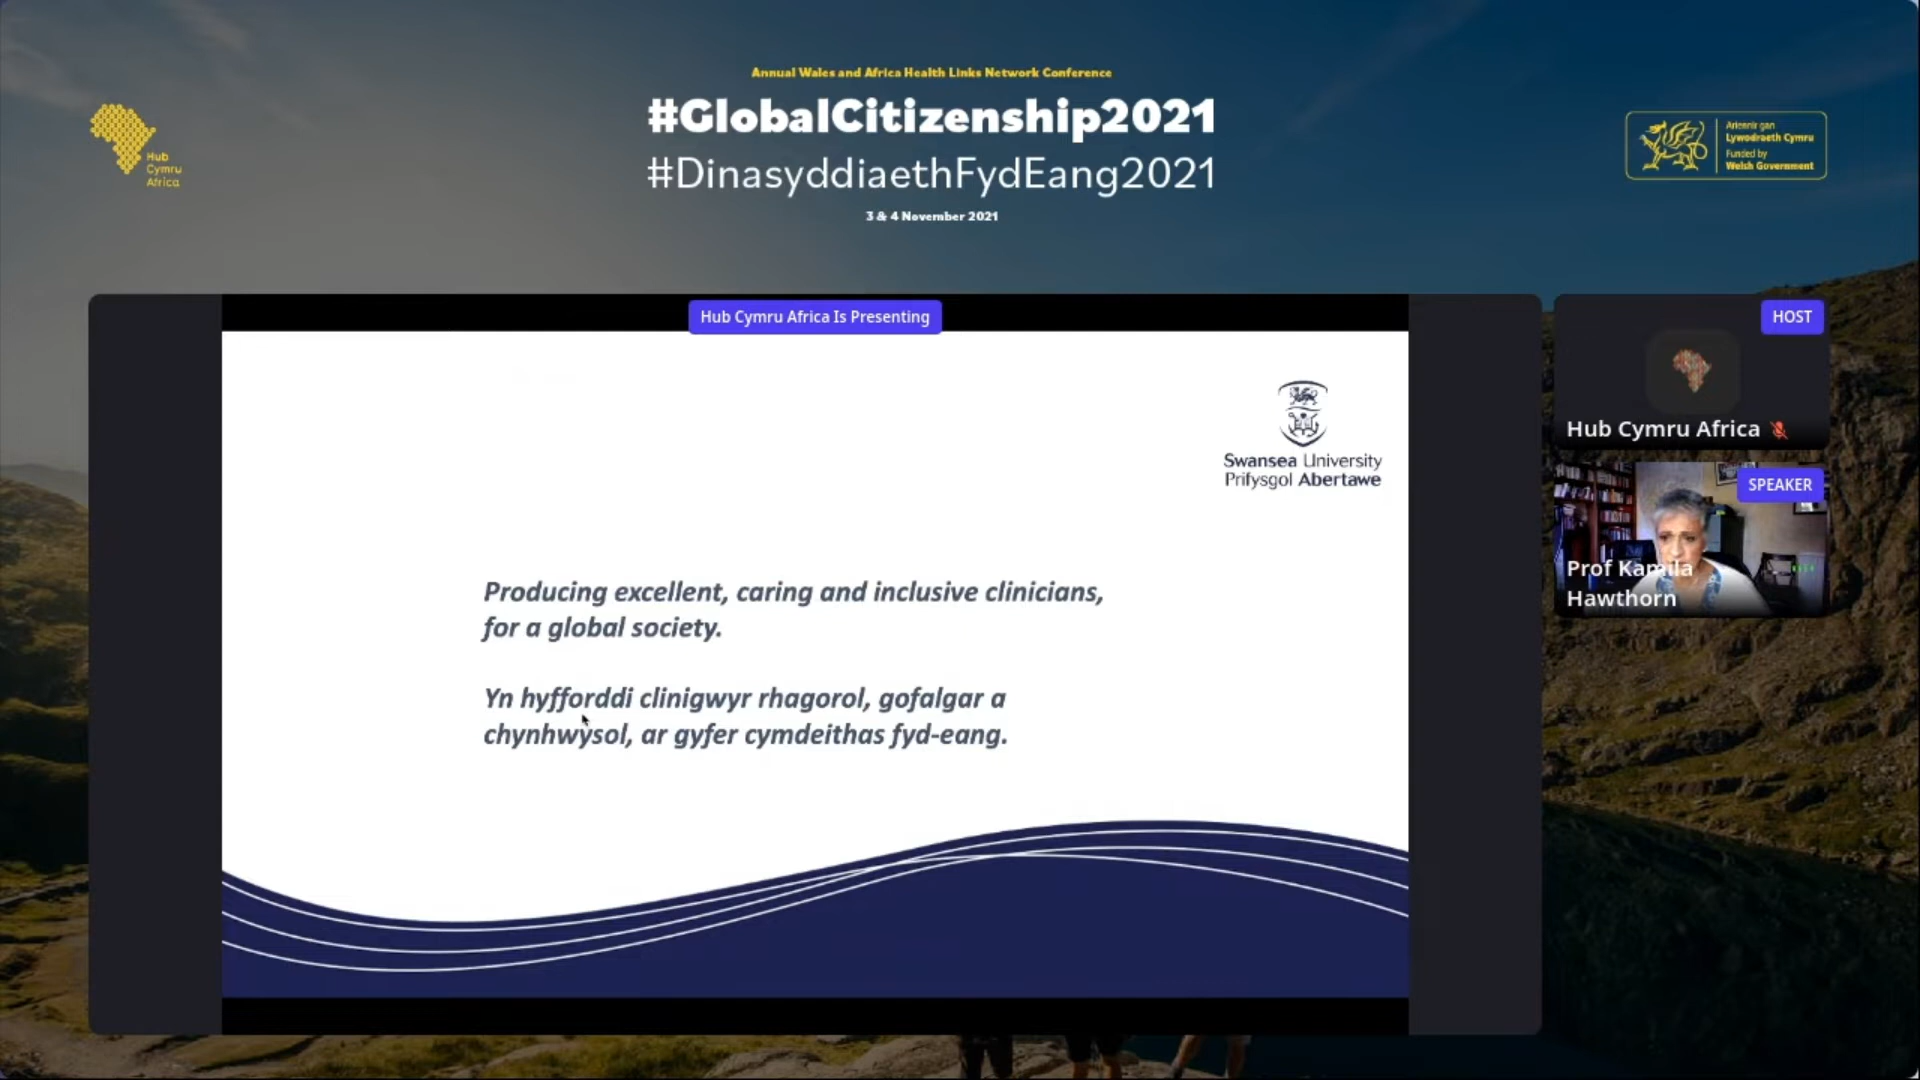 Annual Wales and Africa Health Links Network Conference
#GlobalCitizenship2021
#DinasyddiaethFydEang2021
3 & 4 November 2021
Hub
Cymru
Africa
Ariennir gan
Lywodraeth Cymru
Funded by
Welsh Government
Hub Cymru Africa Is Presenting
Swansea University
Prifysgol Abertawe
Producing excellent, caring and inclusive clinicians,
for a global society.
Yn hyfforddi clinigwyr rhagorol, gofalgar a
chynhwysol, ar gyfer cymdeithas fyd-eang.
HOST
Hub Cymru Africa
SPEAKER
Prof Kamila
Hawthorn